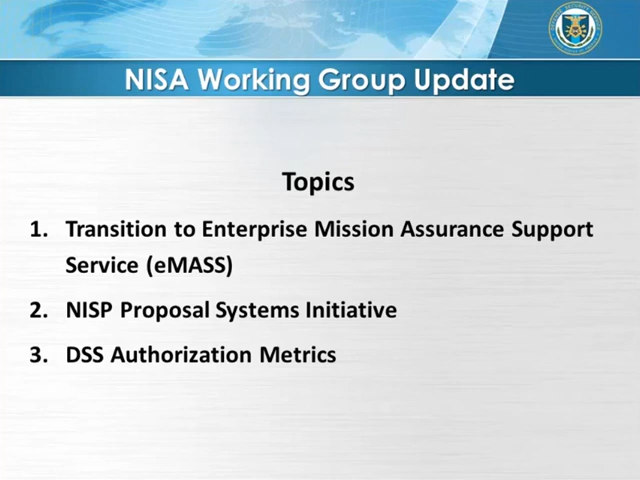 NISA Working Group Update
Topics
1. Transition to Enterprise Mission Assurance Support
Service (eMASS)
2. NISP Proposal Systems Initiative
3. DSS Authorization Metrics